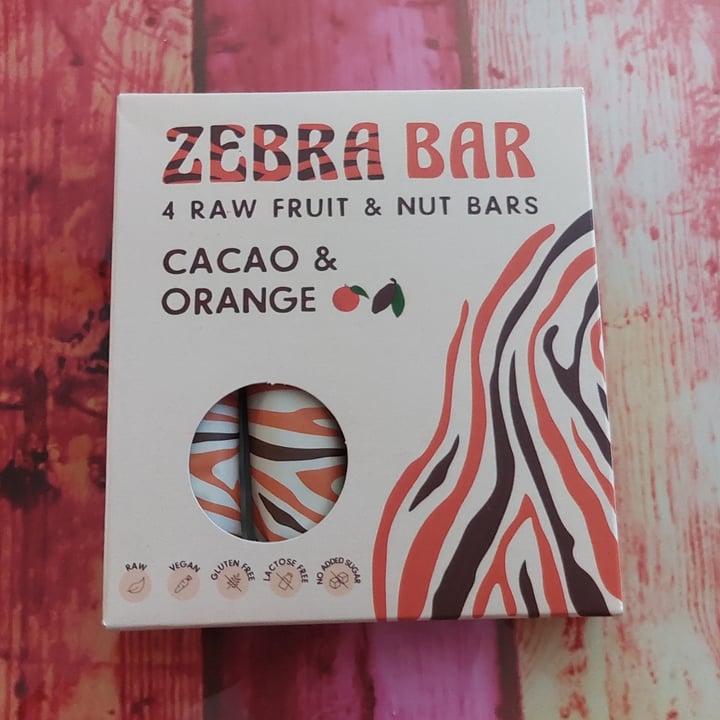 ZEBRA BAR
4 RAW FRUIT & NUT BARS
CACAO &
ORANGE
RAW
VEGAN
GLUTEN FREE
LACTOSE FREE
NO ADDED SUGAR